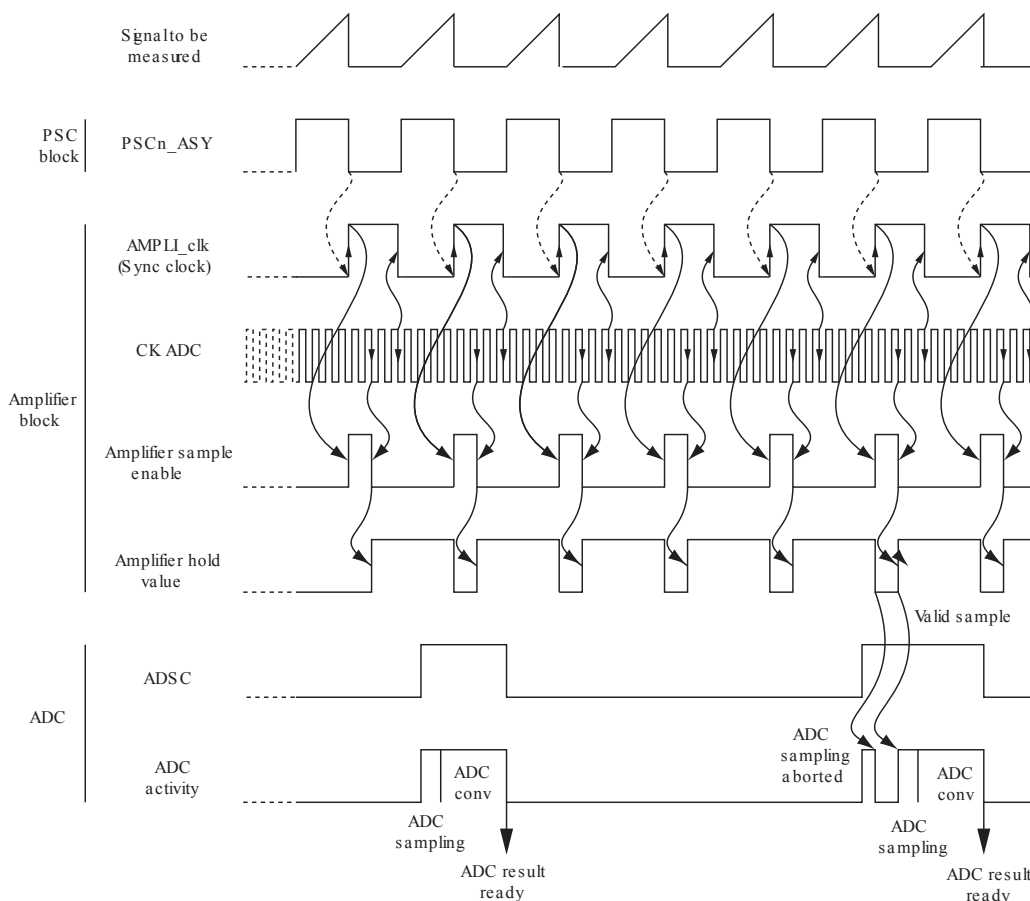 Signal to be
measured
PSC
block
PSCn_ASY
AMPLI_clk
(Sync clock)
CK ADC
Amplifier
block
Amplifier sample
enable
Amplifier hold
value
Valid sample
ADSC
ADC
ADC
activity
ADC
conv
ADC
sampling
ADC result
ready
ADC
sampling
aborted
ADC
conv
ADC
sampling
ADC result
ready